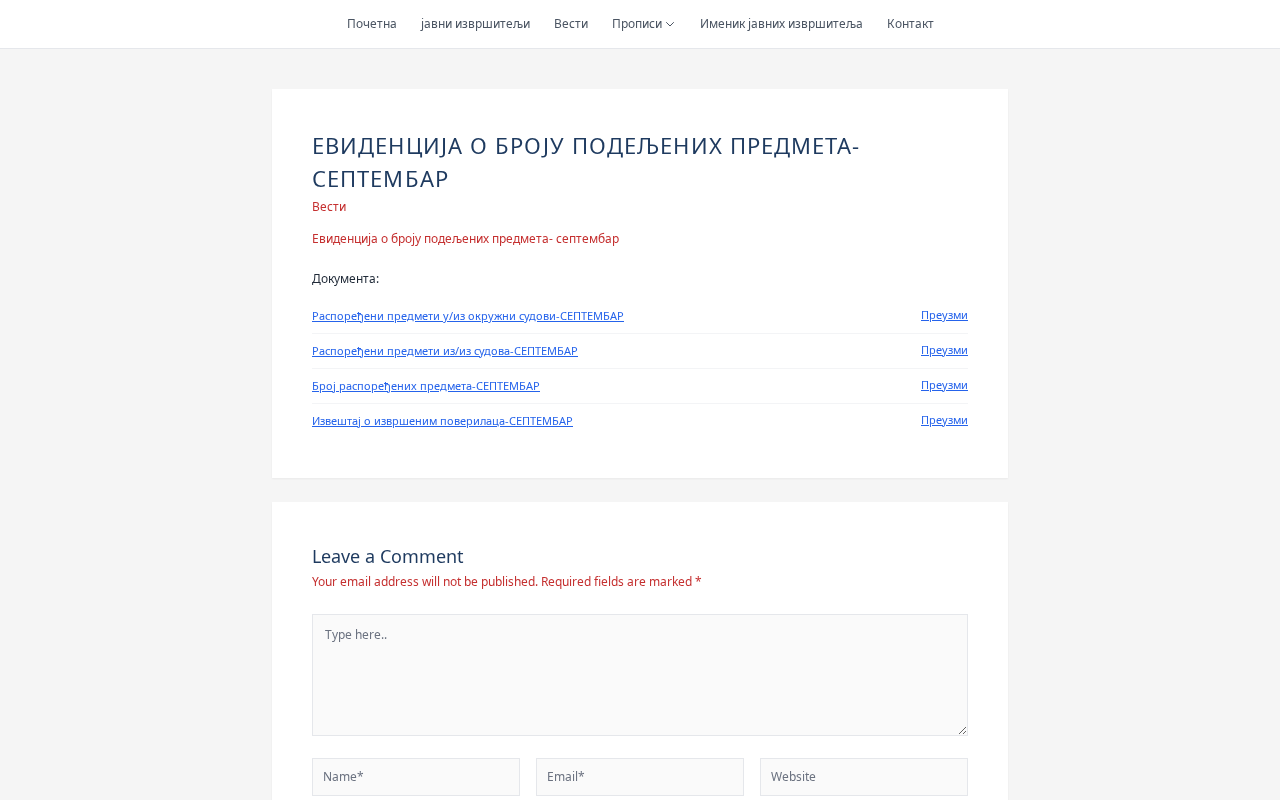 Почетна јавни извршитељи Вести Прописи Именик јавних извршитеља Контакт
ЕВИДЕНЦИЈА О БРОЈУ ПОДЕЉЕНИХ ПРЕДМЕТА-
СЕПТЕМБАР
Вести
Евиденција о броју подељених предмета- септембар
Документа:
Распоређени предмети у/из окружни судови-СЕПТЕМБАР Преузми
Распоређени предмети из/из судова-СЕПТЕМБАР Преузми
Број распоређених предмета-СЕПТЕМБАР Преузми
Извештај о извршеним поверилаца-СЕПТЕМБАР Преузми
Leave a Comment
Your email address will not be published. Required fields are marked *
Type here..
Name* Email* Website